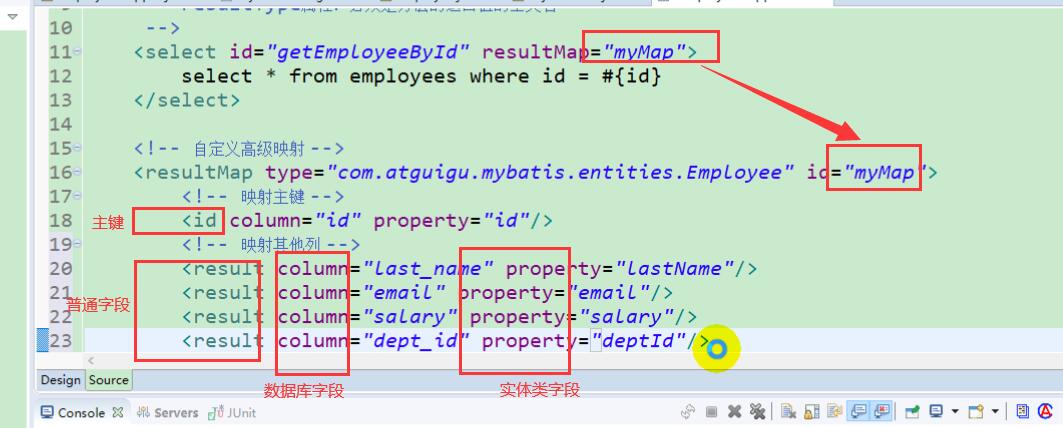 10 -->
11 <select id="getEmployeeById" resultMap="myMap">
12 select * from employees where id = #{id}
13 </select>
14
15 <!-- 自定义高级映射 -->
16 <resultMap type="com.atguigu.mybatis.entities.Employee" id="myMap">
17 <!-- 映射主键 -->
主键
18 <id column="id" property="id"/>
19 <!-- 映射其他列 -->
20 <result column="last_name" property="lastName"/>
21 <result column="email" property="email"/>
普通字段
22 <result column="salary" property="salary"/>
23 <result column="dept_id" property="deptId"/>
Design Source
数据库字段
实体类字段
Console Servers JUnit